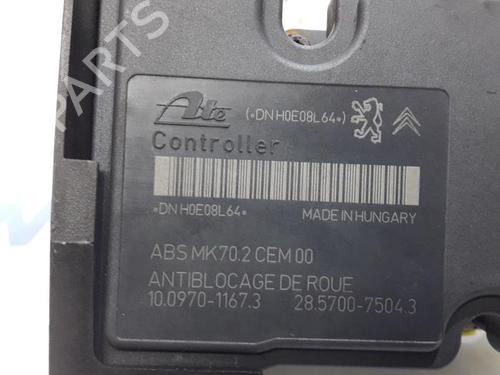 PARTS
Ate (*DN H0E08L64*)
Controller
*DN H0E08L64* MADE IN HUNGARY
ABS MK70.2 CEM 00
ANTIBLOCAGE DE ROUE
10.0970-1167.3 28.5700-7504.3